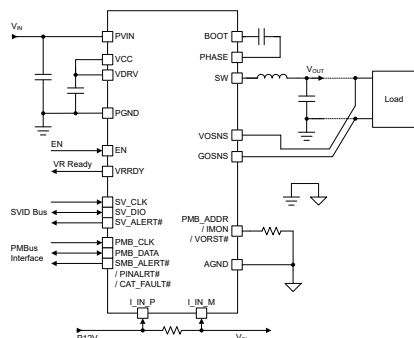 VIN
PVIN
VCC
VDRV
PGND
EN
EN
VR Ready
VRRDY
SVID Bus
SV_CLK
SV_DIO
SV_ALERT#
PMBus
Interface
PMB_CLK
PMB_DATA
SMB_ALERT#
/ PINALRT#
/ CAT_FAULT#
I_IN_P
I_IN_M
BOOT
PHASE
SW
VOUT
Load
VOSNS
GOSNS
PMB_ADDR
/ IMON
/ VORST#
AGND